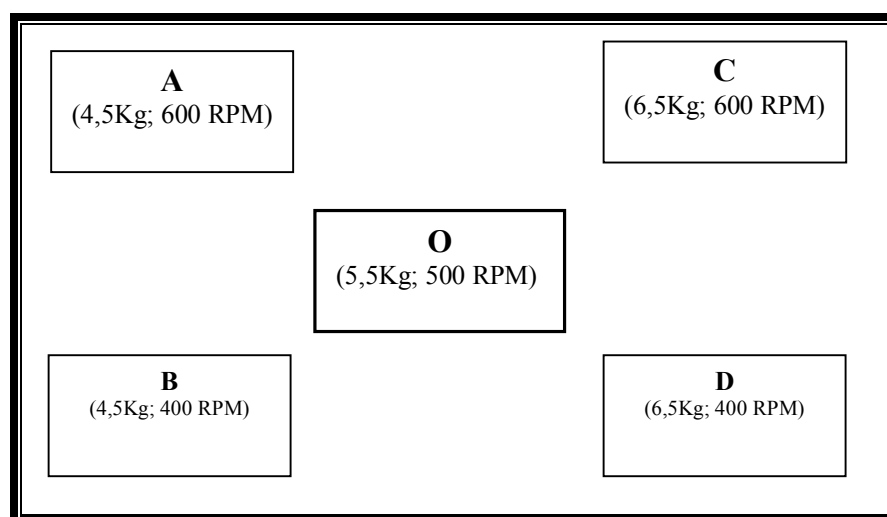 A
(4,5Kg; 600 RPM)
C
(6,5Kg; 600 RPM)
O
(5,5Kg; 500 RPM)
B
(4,5Kg; 400 RPM)
D
(6,5Kg; 400 RPM)